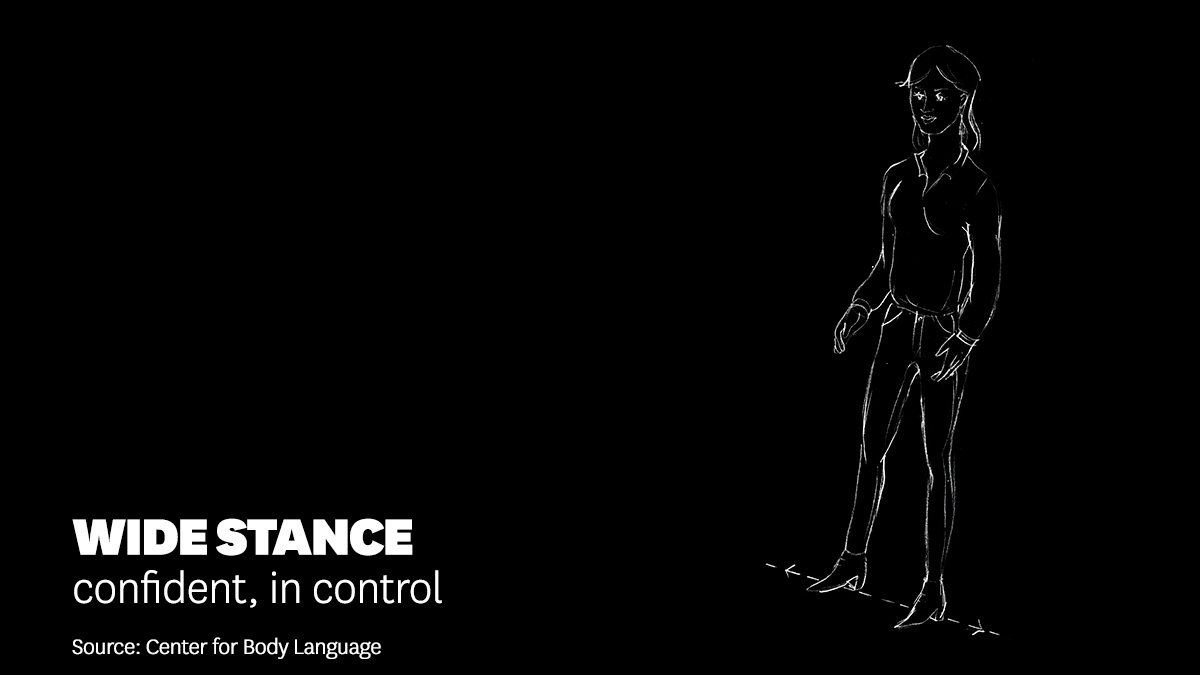 WIDE STANCE
confident, in control
Source: Center for Body Language